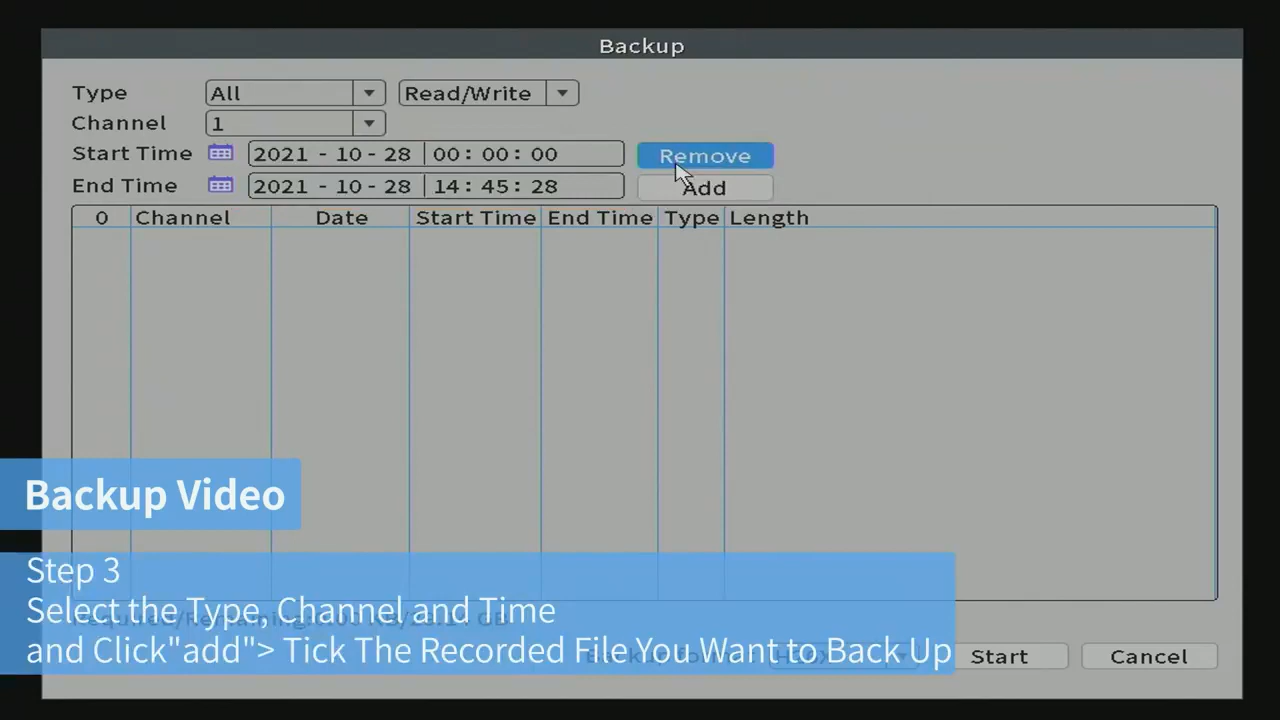 Backup
Type All Read/Write
Channel 1
Start Time 2021 - 10 - 28 00: 00: 00 Remove
End Time 2021 - 10 - 28 14: 45: 28 Add
0 Channel Date Start Time End Time Type Length
Backup Video
Step 3
Select the Type, Channel and Time
and Click"add"> Tick The Recorded File You Want to Back Up
Start Cancel